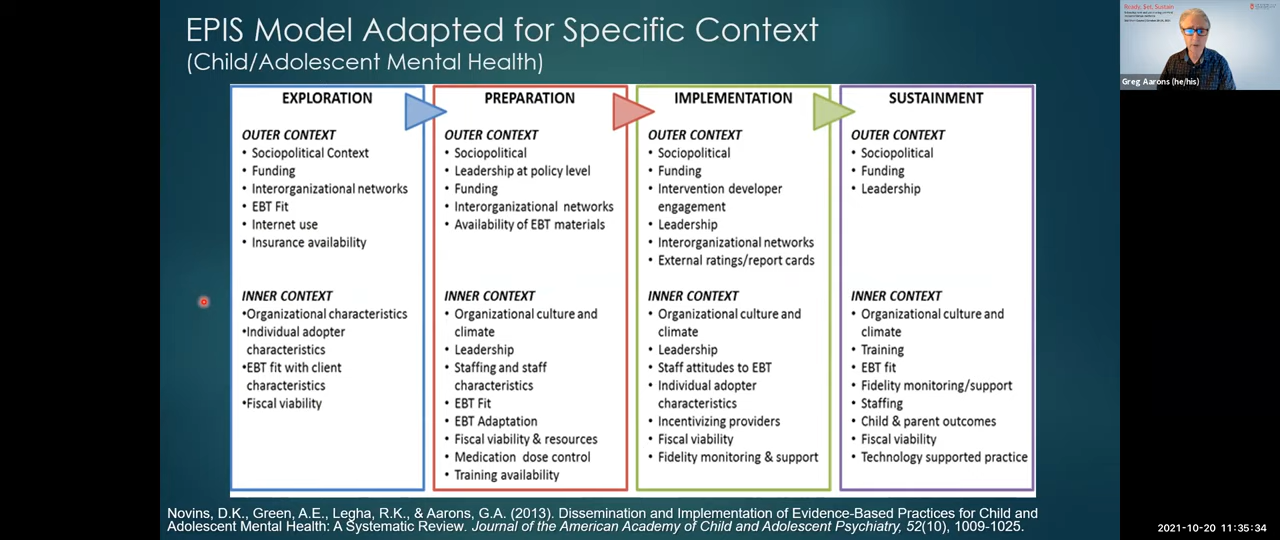 EPIS Model Adapted for Specific Context
(Child/Adolescent Mental Health)
EXPLORATION
OUTER CONTEXT
• Sociopolitical Context
• Funding
• Interorganizational networks
• EBT Fit
• Internet use
• Insurance availability
INNER CONTEXT
•Organizational characteristics
•Individual adopter
characteristics
•EBT fit with client
characteristics
•Fiscal viability
PREPARATION
OUTER CONTEXT
• Sociopolitical
• Leadership at policy level
• Funding
• Interorganizational networks
• Availability of EBT materials
INNER CONTEXT
• Organizational culture and
climate
• Leadership
• Staffing and staff
characteristics
• EBT Fit
• EBT Adaptation
• Fiscal viability & resources
• Medication dose control
• Training availability
IMPLEMENTATION
OUTER CONTEXT
• Sociopolitical
• Funding
• Intervention developer
engagement
• Leadership
• Interorganizational networks
• External ratings/report cards
INNER CONTEXT
• Organizational culture and
climate
• Leadership
• Staff attitudes to EBT
• Individual adopter
characteristics
• Incentivizing providers
• Fiscal viability
• Fidelity monitoring & support
SUSTAINMENT
OUTER CONTEXT
• Sociopolitical
• Funding
• Leadership
INNER CONTEXT
• Organizational culture and
climate
• Training
• EBT fit
• Fidelity monitoring/support
• Staffing
• Child & parent outcomes
• Fiscal viability
• Technology supported practice
Novins, D.K., Green, A.E., Legha, R.K., & Aarons, G.A. (2013). Dissemination and Implementation of Evidence-Based Practices for Child and
Adolescent Mental Health: A Systematic Review. Journal of the American Academy of Child and Adolescent Psychiatry, 52(10), 1009-1025.
Ready, Set, Sustain
Greg Aarons (he/his)
2021-10-20 11:35:34